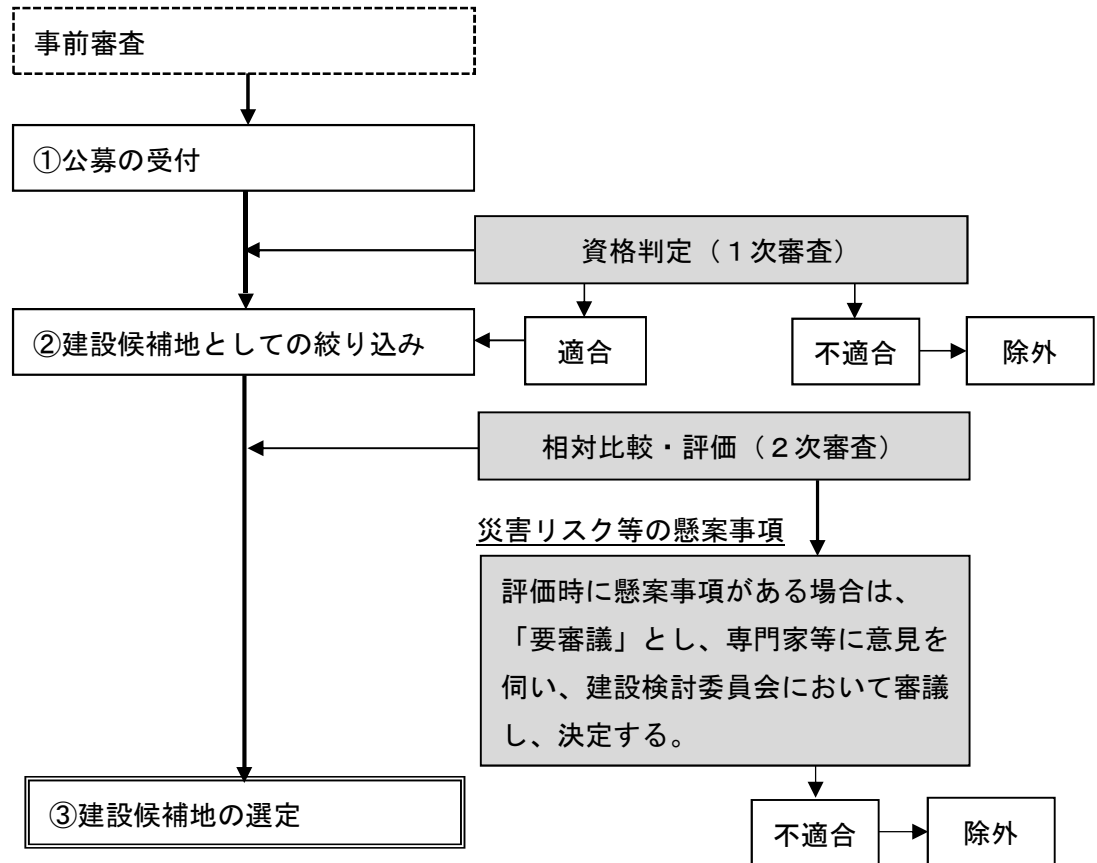 事前審査
①公募の受付
資格判定（１次審査）
②建設候補地としての絞り込み
適合
不適合
除外
相対比較・評価（２次審査）
災害リスク等の懸案事項
評価時に懸案事項がある場合は、
「要審議」とし、専門家等に意見を
伺い、建設検討委員会において審議
し、決定する。
③建設候補地の選定
不適合
除外